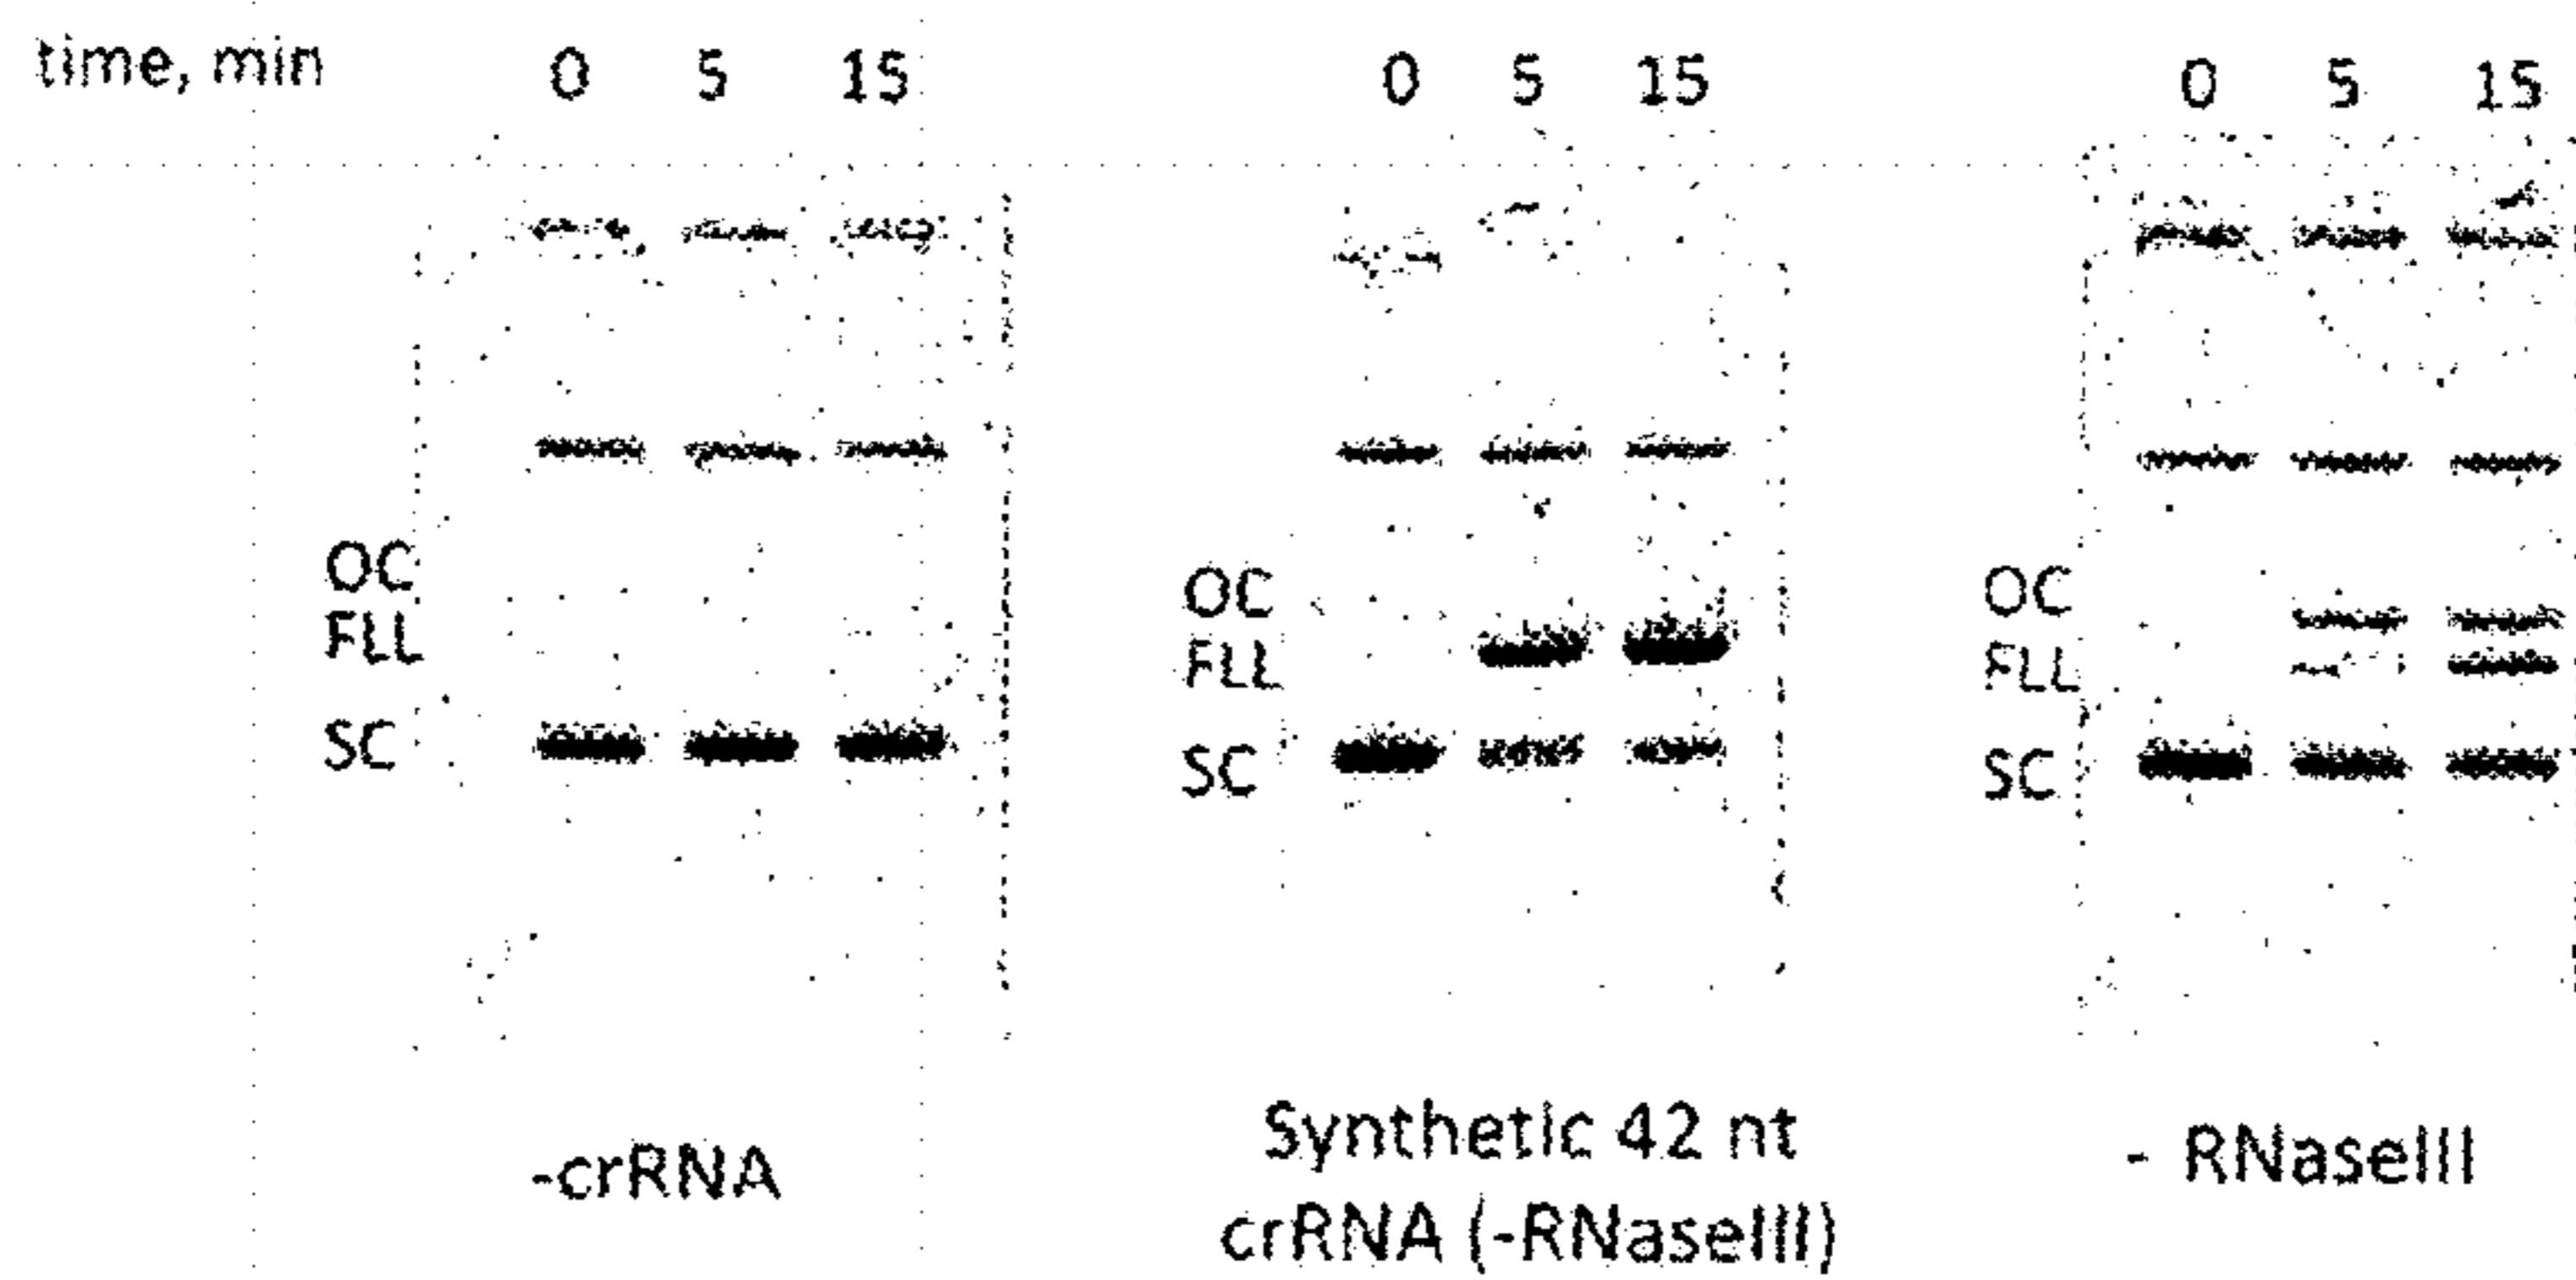 time, min 0 5 15 0 5 15 0 5 15
OC OC OC
FLL FLL FLL
SC SC SC
-crRNA Synthetic 42 nt - RNaseIII
crRNA (-RNaseIII)